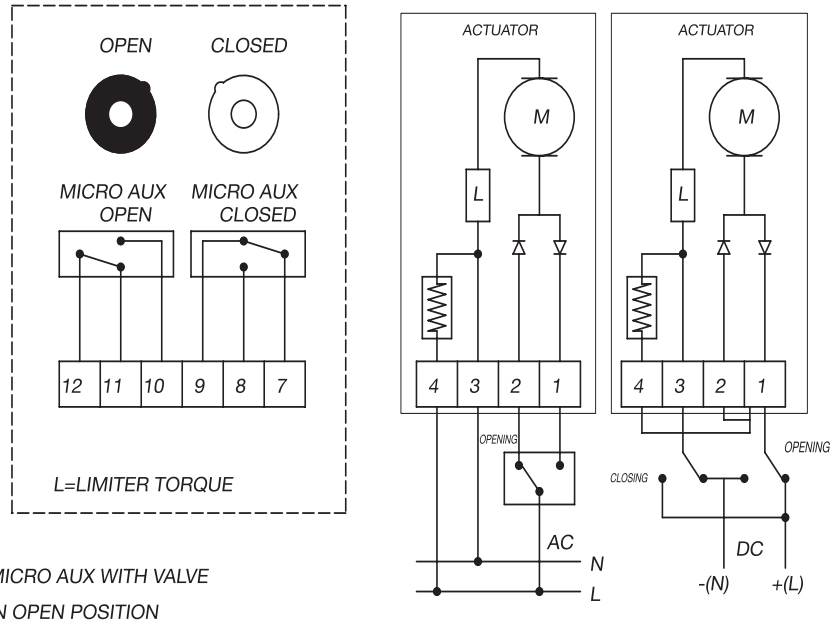 OPEN CLOSED
MICRO AUX MICRO AUX
OPEN CLOSED
12 11 10 9 8 7
L=LIMITER TORQUE
MICRO AUX WITH VALVE
N OPEN POSITION
ACTUATOR
M
L
4 3 2 1
OPENING
AC
N
L
ACTUATOR
M
L
4 3 2 1
OPENING
CLOSING
DC
-(N) +(L)